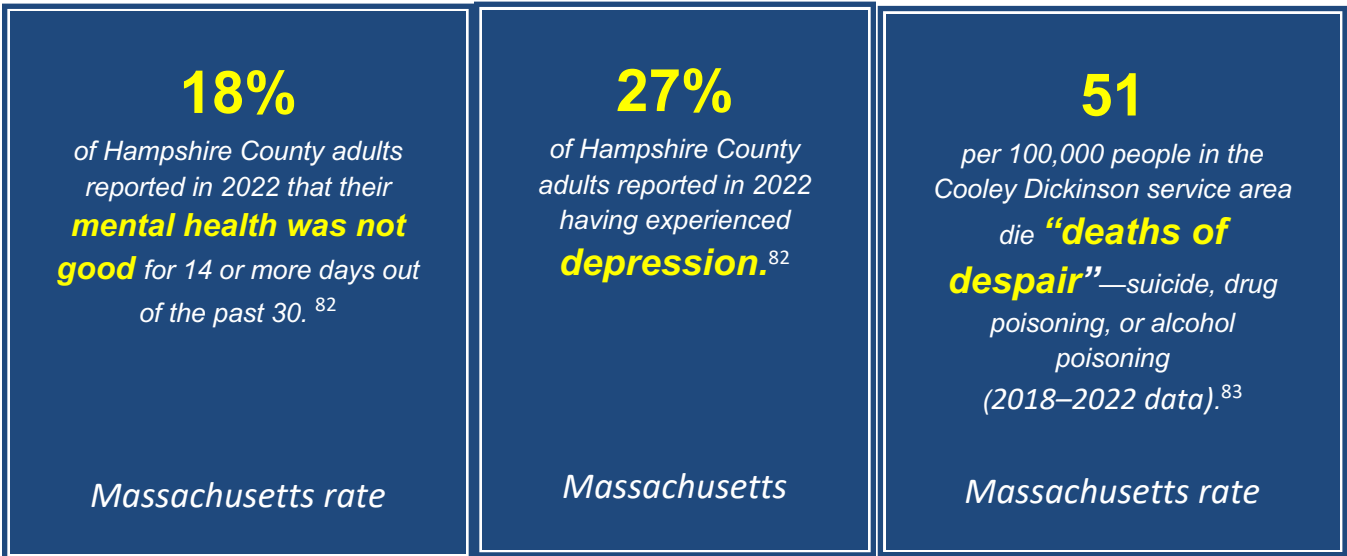 18%
of Hampshire County adults
reported in 2022 that their
mental health was not
good for 14 or more days out
of the past 30. 82
Massachusetts rate
27%
of Hampshire County
adults reported in 2022
having experienced
depression.82
Massachusetts
51
per 100,000 people in the
Cooley Dickinson service area
die “deaths of
despair”—suicide, drug
poisoning, or alcohol
poisoning
(2018–2022 data).83
Massachusetts rate